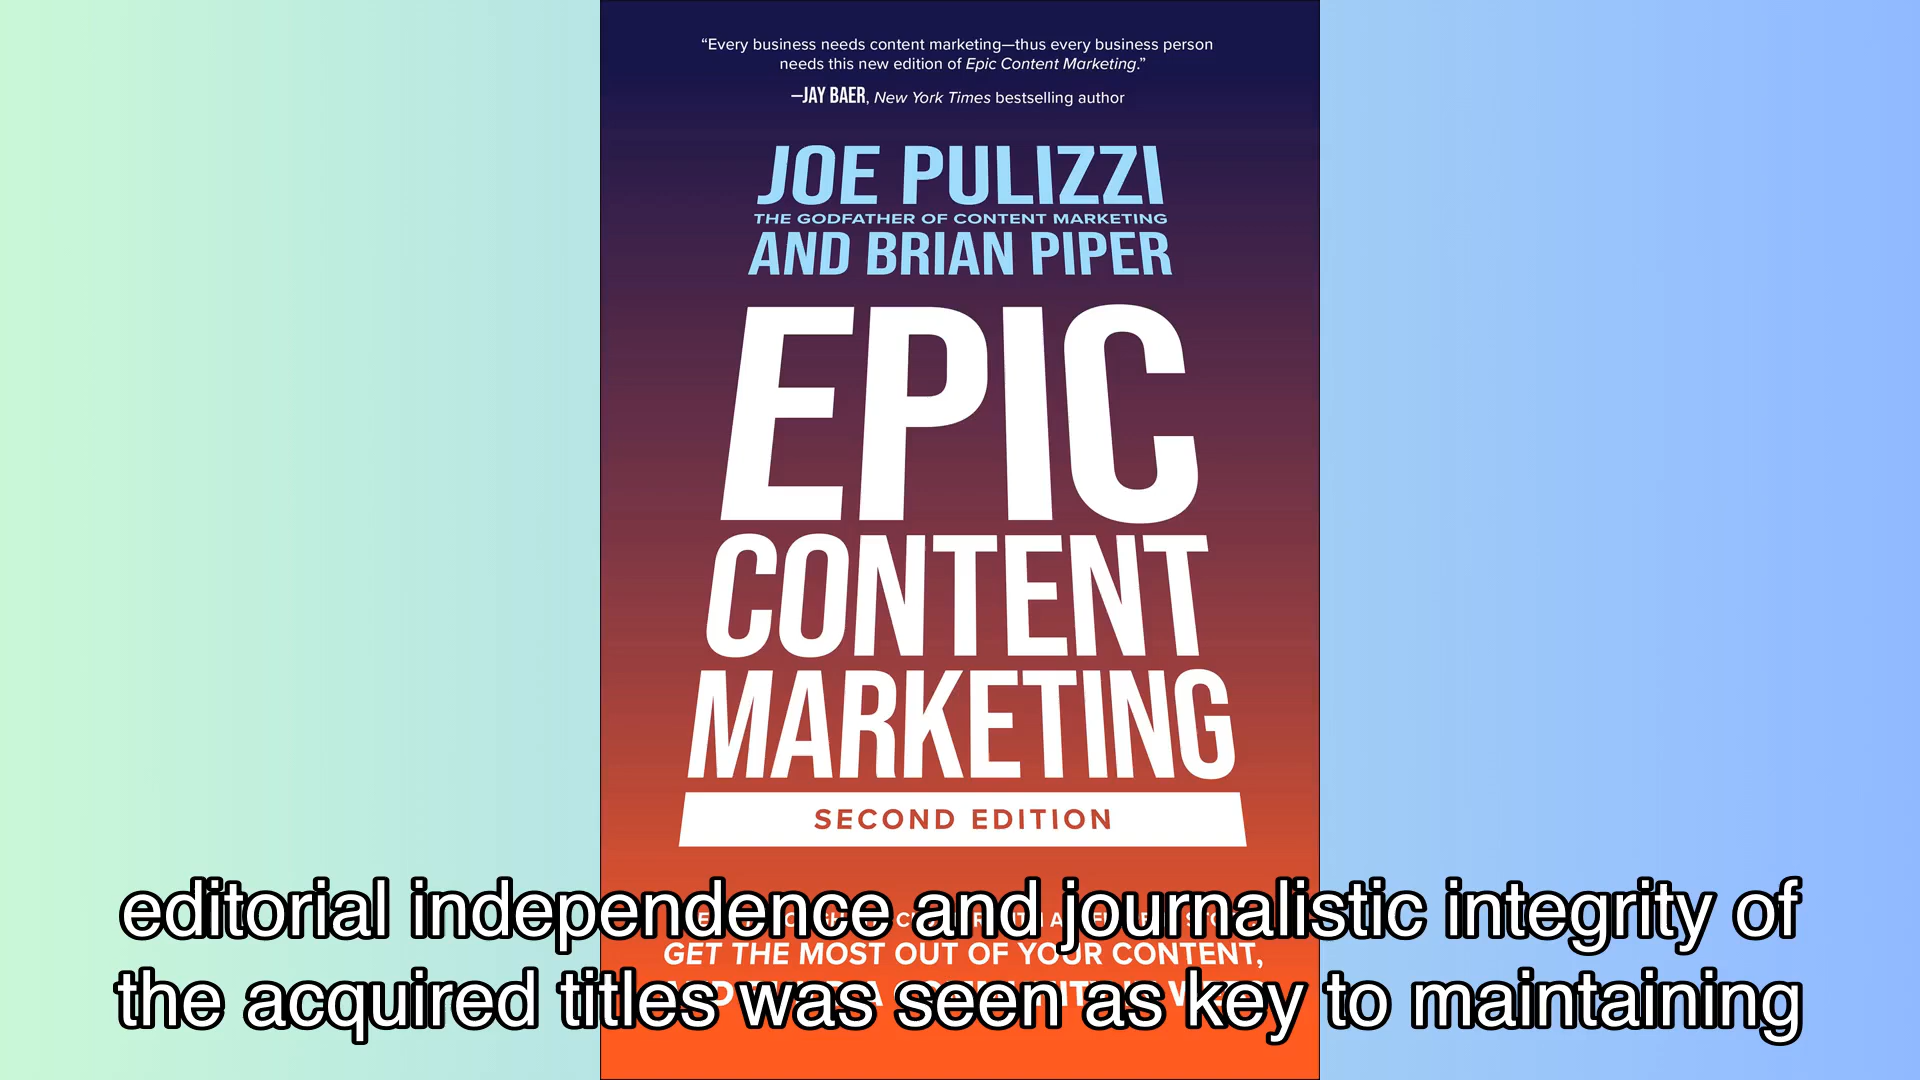 “Every business needs content marketing—thus every business person
needs this new edition of Epic Content Marketing.”
—JAY BAER, New York Times bestselling author
JOE PULIZZI
THE GODFATHER OF CONTENT MARKETING
AND BRIAN PIPER
EPIC
CONTENT
MARKETING
SECOND EDITION
editorial independence and journalistic integrity of
GET THE MOST OUT OF YOUR CONTENT,
the acquired titles was seen as key to maintaining